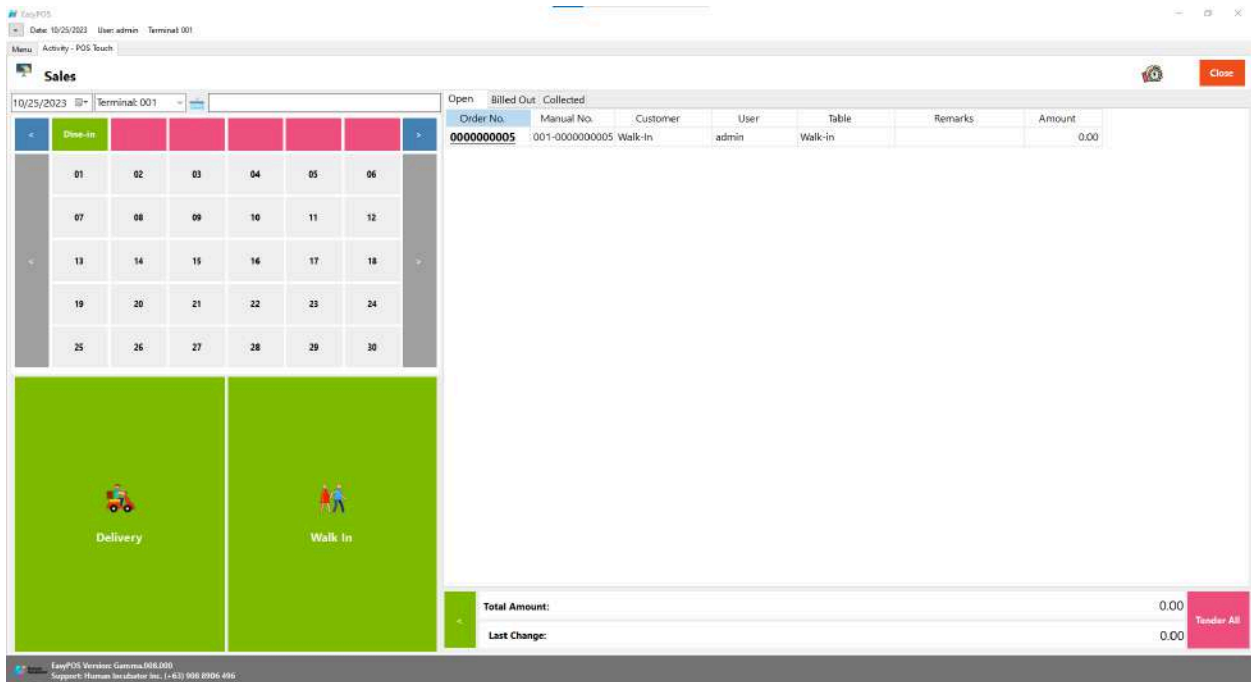 EasyPOS
Date: 10/25/2023 User: admin Terminal: 001
Menu Activity - POS Touch
Sales
Close
10/25/2023 Terminal: 001
Open Billed Out Collected
Order No. Manual No. Customer User Table Remarks Amount
0000000005 001-0000000005 Walk-In admin Walk-in 0.00
< Dine-in >
01 02 03 04 05 06
07 08 09 10 11 12
< 13 14 15 16 17 18 >
19 20 21 22 23 24
25 26 27 28 29 30
Delivery
Walk In
<
Total Amount: 0.00
Last Change: 0.00
Tender All
EasyPOS Version: Gamma.908.000
Support: Human Incubator Inc. (+63) 908 8906 496